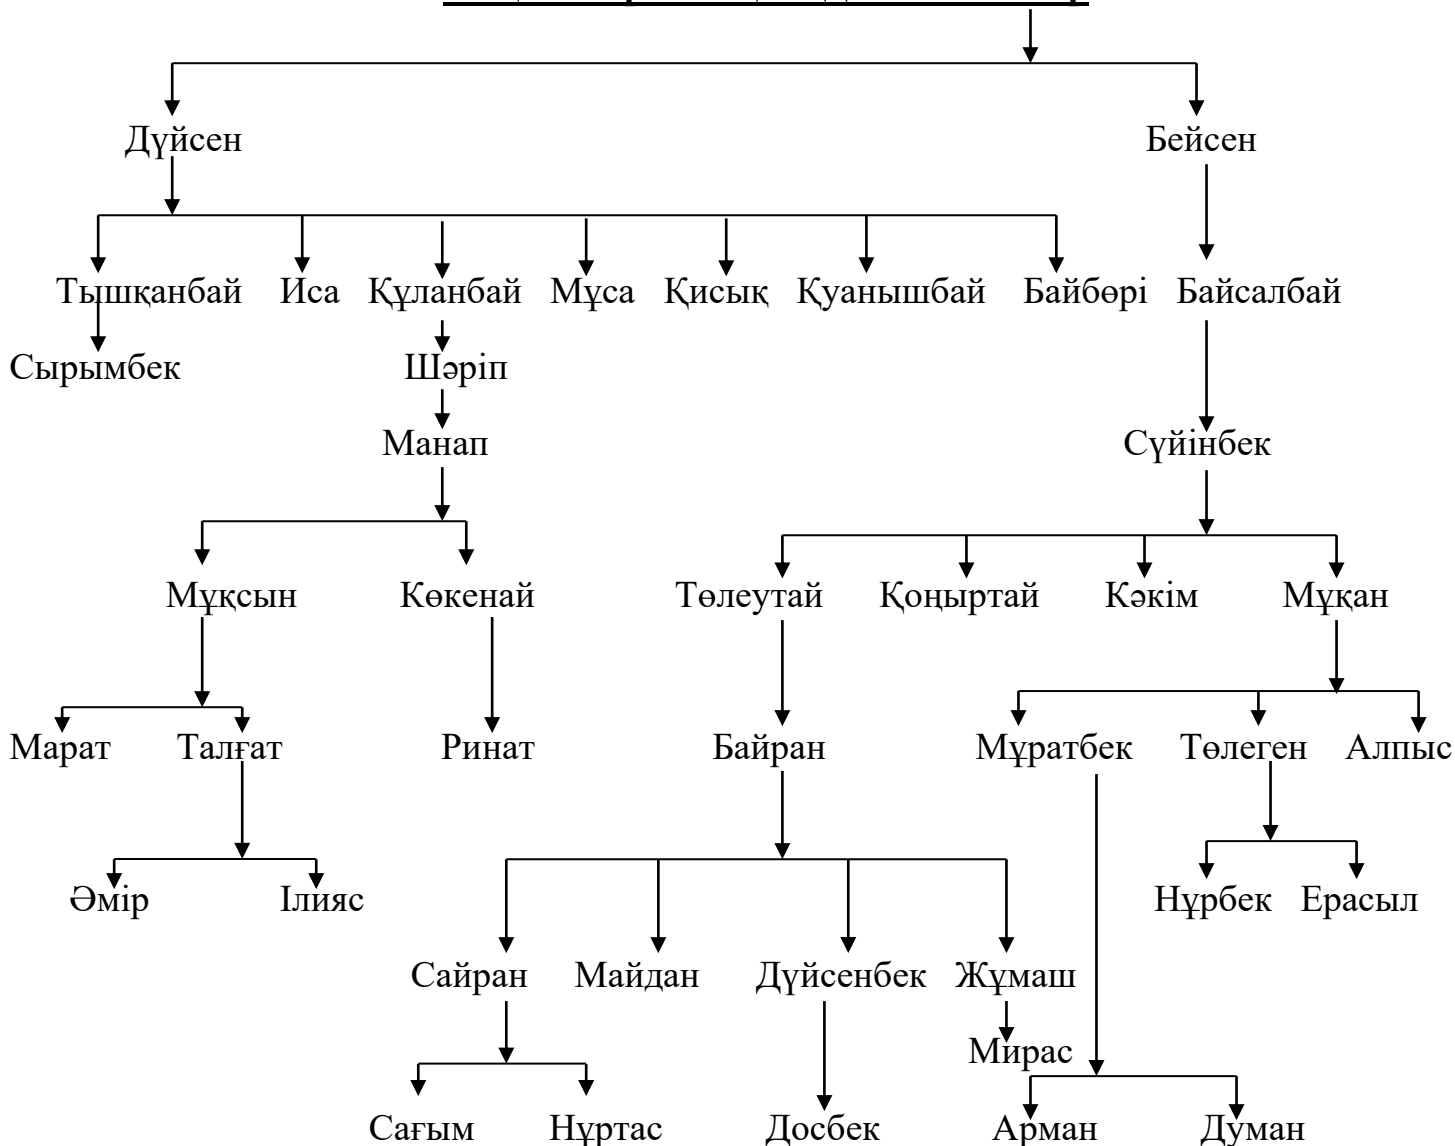 Дүйсен Бейсен
Тышқанбай Иса Құланбай Мұса Қисық Қуанышбай Байбөрі Байсалбай
Сырымбек Шәріп
Манап Сүйінбек
Мұқсын Көкенай Төлеутай Қоңыртай Кәкім Мұқан
Марат Талғат Ринат Байран Мұратбек Төлеген Алпыс
Әмір Ілияс Нұрбек Ерасыл
Сайран Майдан Дүйсенбек Жұмаш
Мирас
Сағым Нұртас Досбек Арман Думан